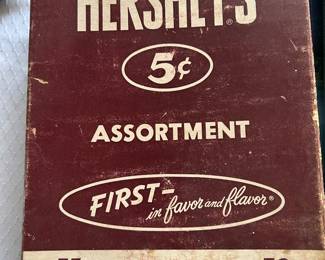 HERSHEY'S®
5¢
ASSORTMENT
FIRST–
in favor and flavor®